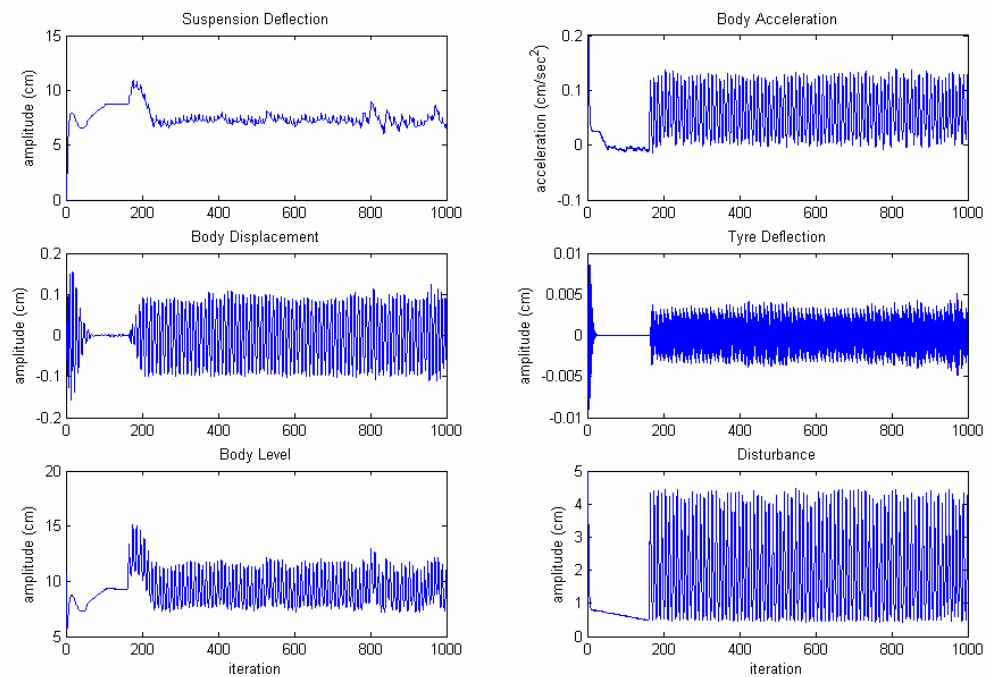 Suspension Deflection
amplitude (cm)
15
10
5
0
0 200 400 600 800 1000
Body Acceleration
acceleration (cm/sec²)
0.2
0.1
0
-0.1
0 200 400 600 800 1000
Body Displacement
amplitude (cm)
0.2
0.1
0
-0.1
-0.2
0 200 400 600 800 1000
Tyre Deflection
amplitude (cm)
0.01
0.005
0
-0.005
-0.01
0 200 400 600 800 1000
Body Level
amplitude (cm)
20
15
10
5
0 200 400 600 800 1000
iteration
Disturbance
amplitude (cm)
5
4
3
2
1
0
0 200 400 600 800 1000
iteration